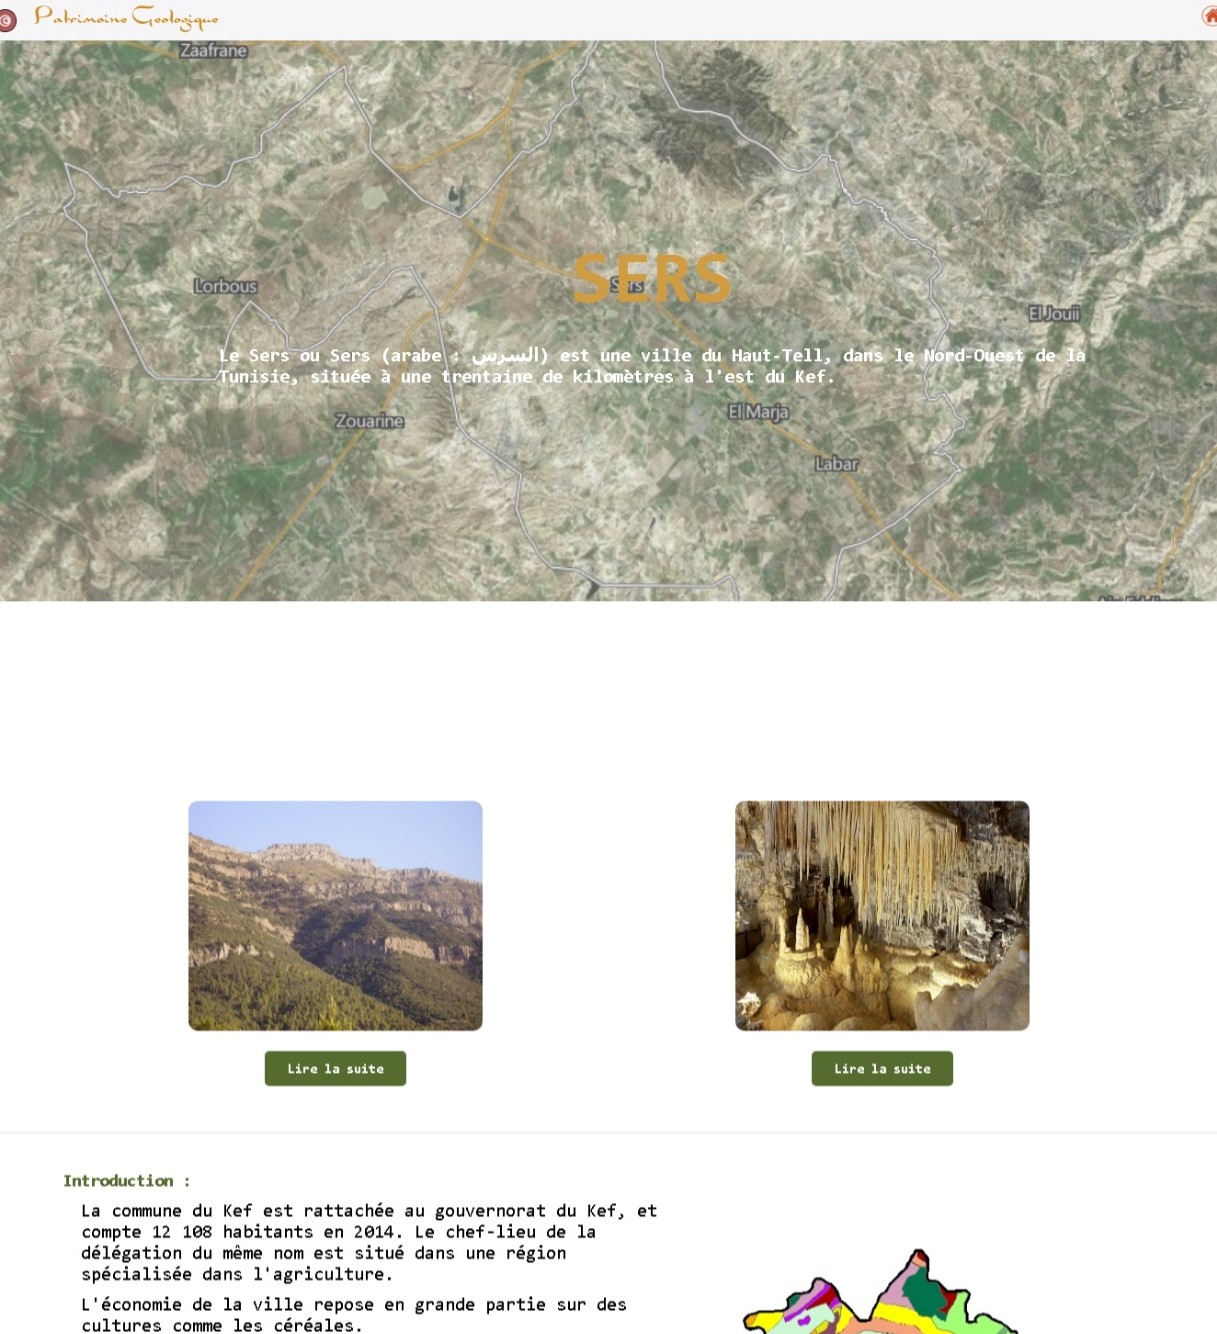 Patrimoine Geologique
Zaafrane
SERS
Sers
Lorbous
El Jouii
Le Sers ou Sers (arabe : السرس) est une ville du Haut-Tell, dans le Nord-Ouest de la
Tunisie, située à une trentaine de kilomètres à l'est du Kef.
Zouarine
El Marja
Labar
Lire la suite
Lire la suite
Introduction :
La commune du Kef est rattachée au gouvernorat du Kef, et
compte 12 108 habitants en 2014. Le chef-lieu de la
délégation du même nom est situé dans une région
spécialisée dans l'agriculture.
L'économie de la ville repose en grande partie sur des
cultures comme les céréales.